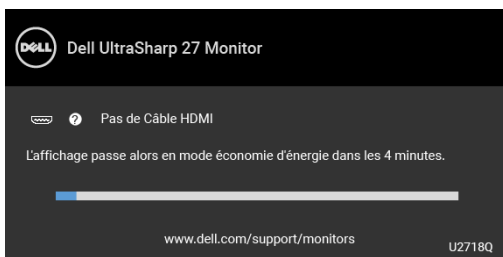 DELL Dell UltraSharp 27 Monitor
? Pas de Câble HDMI
L'affichage passe alors en mode économie d'énergie dans les 4 minutes.
www.dell.com/support/monitors
U2718Q